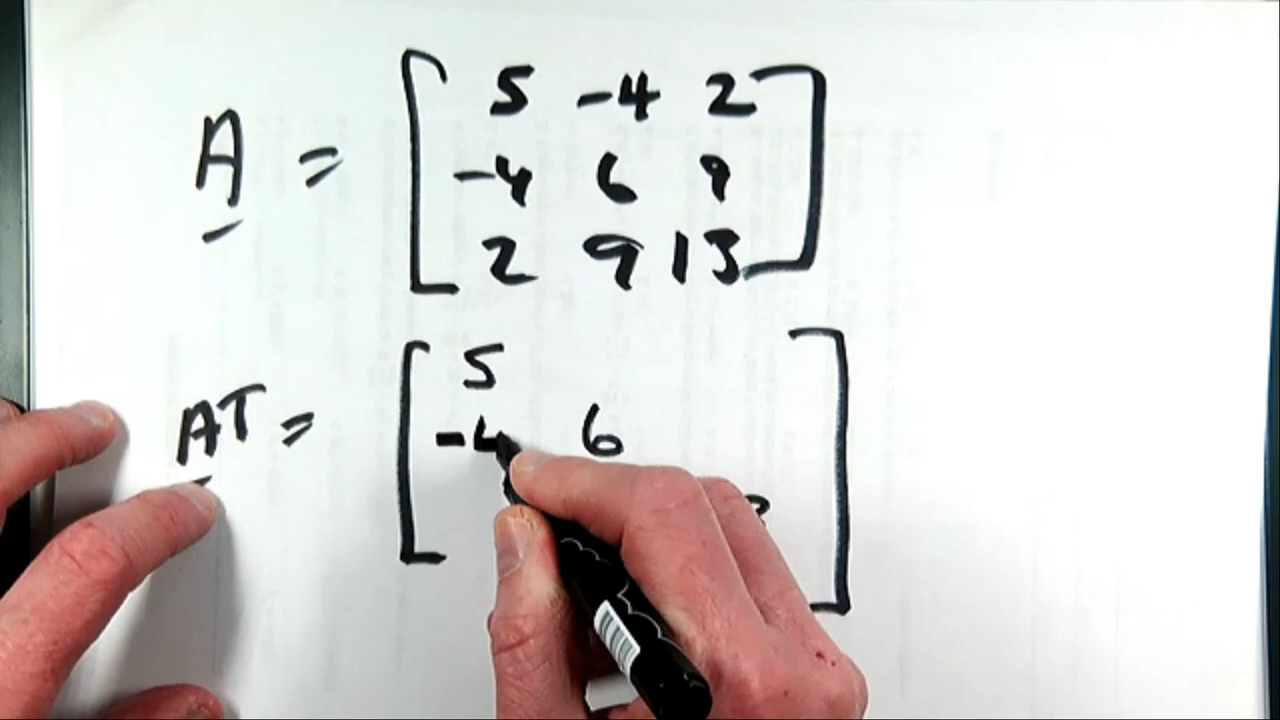 A = [ 5 -4 2
-4 6 9
2 9 13 ]
AT = [ 5
-4 6 ]